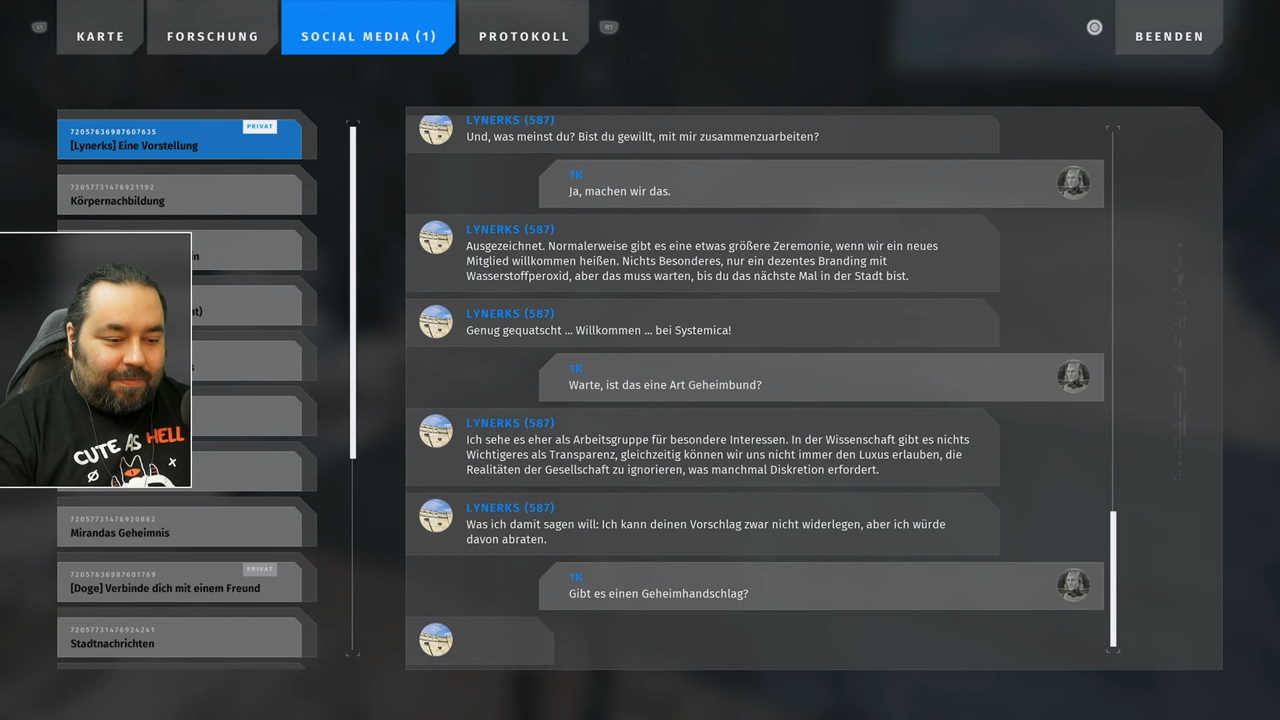 L1
KARTE
FORSCHUNG
SOCIAL MEDIA (1)
PROTOKOLL
R1
BEENDEN
72057636987607635
PRIVAT
[Lynerks] Eine Vorstellung
72057731476921192
Körpernachbildung
n
t)
72057731476920862
Mirandas Geheimnis
72057636987601769
PRIVAT
[Doge] Verbinde dich mit einem Freund
72057731476924241
Stadtnachrichten
CUTE AS HELL
LYNERKS (587)
Und, was meinst du? Bist du gewillt, mit mir zusammenzuarbeiten?
1K
Ja, machen wir das.
LYNERKS (587)
Ausgezeichnet. Normalerweise gibt es eine etwas größere Zeremonie, wenn wir ein neues
Mitglied willkommen heißen. Nichts Besonderes, nur ein dezentes Branding mit
Wasserstoffperoxid, aber das muss warten, bis du das nächste Mal in der Stadt bist.
LYNERKS (587)
Genug gequatscht ... Willkommen ... bei Systemica!
1K
Warte, ist das eine Art Geheimbund?
LYNERKS (587)
Ich sehe es eher als Arbeitsgruppe für besondere Interessen. In der Wissenschaft gibt es nichts
Wichtigeres als Transparenz, gleichzeitig können wir uns nicht immer den Luxus erlauben, die
Realitäten der Gesellschaft zu ignorieren, was manchmal Diskretion erfordert.
LYNERKS (587)
Was ich damit sagen will: Ich kann deinen Vorschlag zwar nicht widerlegen, aber ich würde
davon abraten.
1K
Gibt es einen Geheimhandschlag?